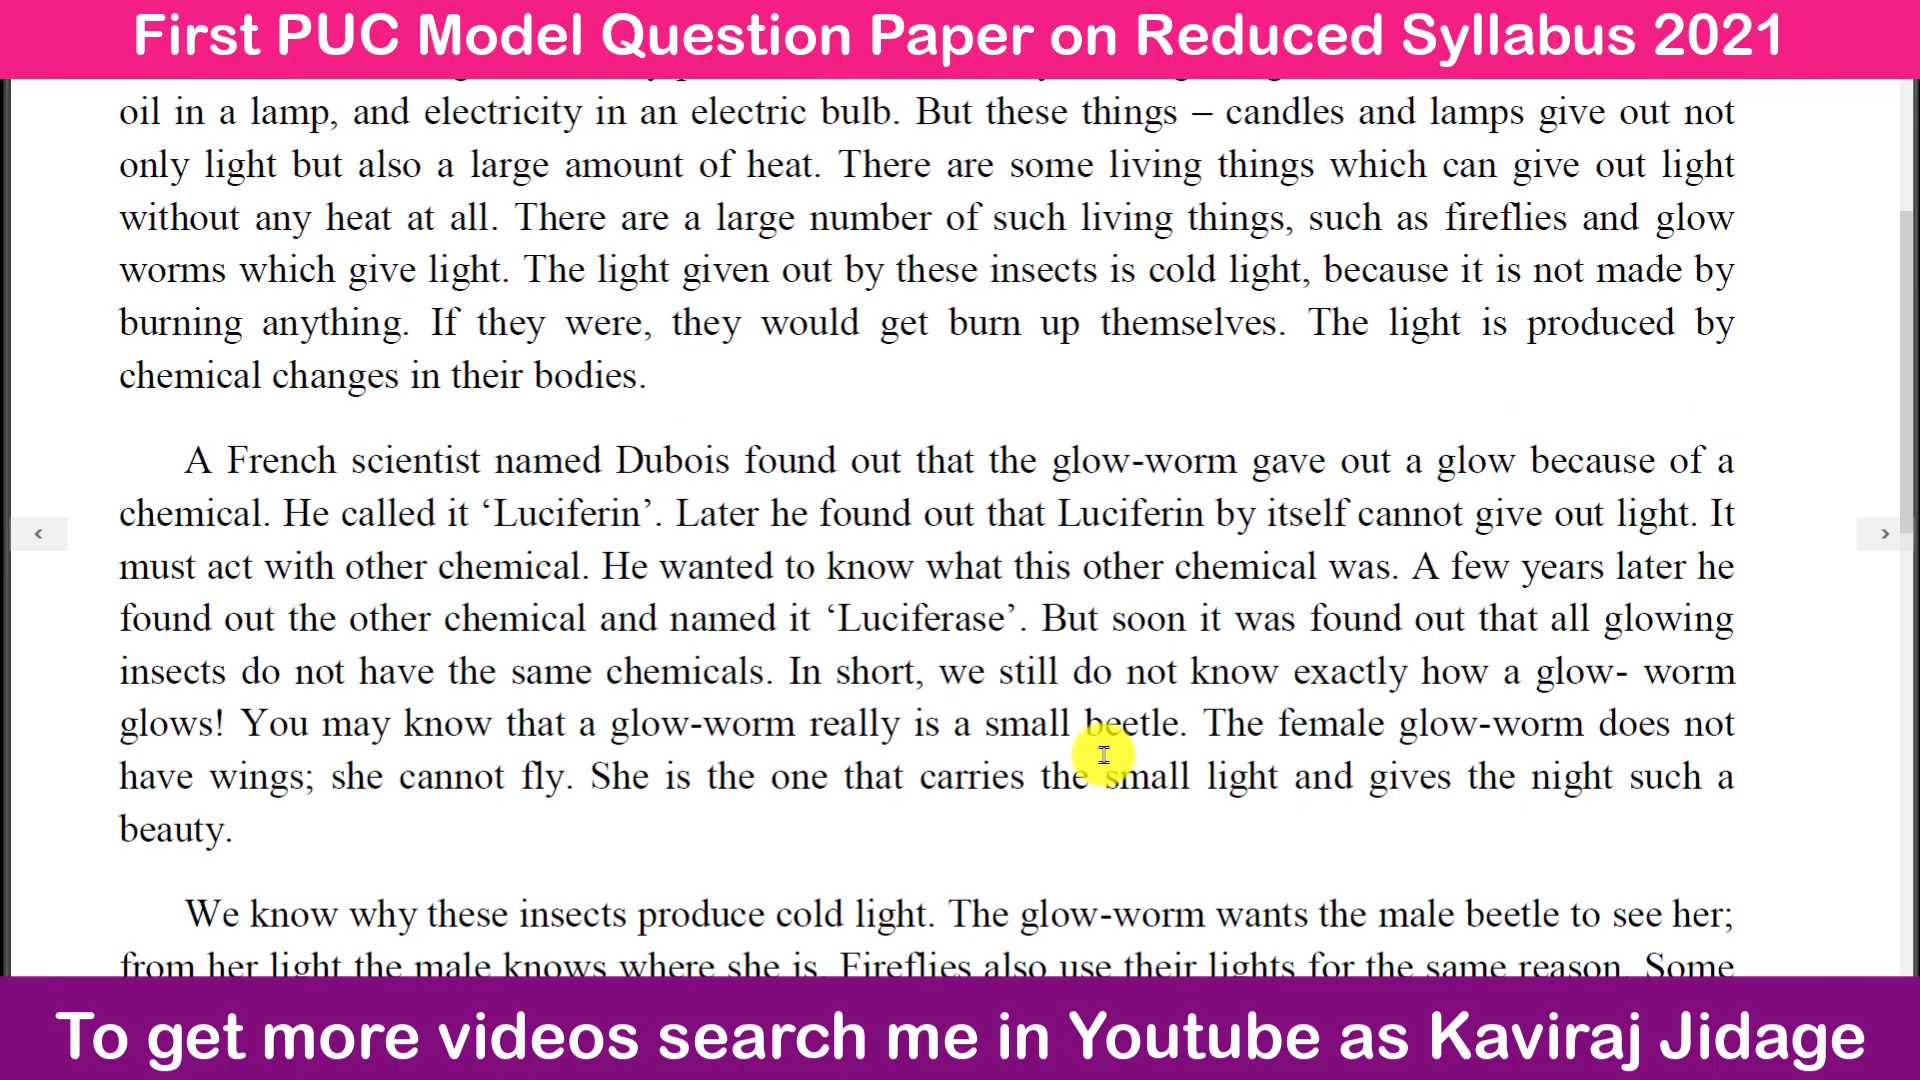 First PUC Model Question Paper on Reduced Syllabus 2021
oil in a lamp, and electricity in an electric bulb. But these things – candles and lamps give out not
only light but also a large amount of heat. There are some living things which can give out light
without any heat at all. There are a large number of such living things, such as fireflies and glow
worms which give light. The light given out by these insects is cold light, because it is not made by
burning anything. If they were, they would get burn up themselves. The light is produced by
chemical changes in their bodies.
A French scientist named Dubois found out that the glow-worm gave out a glow because of a
chemical. He called it ‘Luciferin’. Later he found out that Luciferin by itself cannot give out light. It
must act with other chemical. He wanted to know what this other chemical was. A few years later he
found out the other chemical and named it ‘Luciferase’. But soon it was found out that all glowing
insects do not have the same chemicals. In short, we still do not know exactly how a glow- worm
glows! You may know that a glow-worm really is a small beetle. The female glow-worm does not
have wings; she cannot fly. She is the one that carries the small light and gives the night such a
beauty.
We know why these insects produce cold light. The glow-worm wants the male beetle to see her;
from her light the male knows where she is. Fireflies also use their lights for the same reason. Some
To get more videos search me in Youtube as Kaviraj Jidage